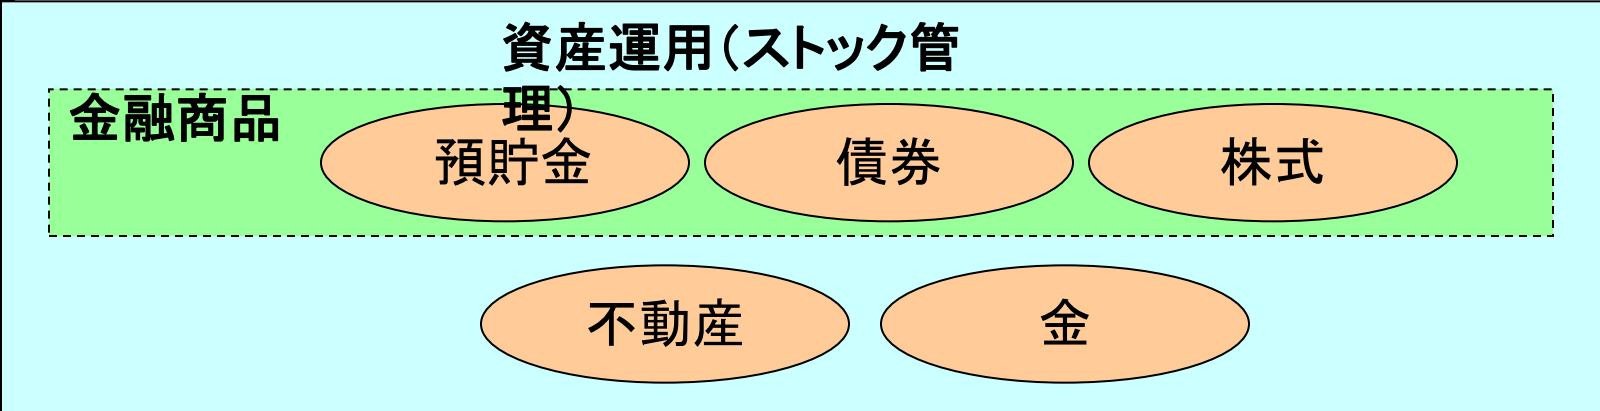 資産運用（ストック管
理）
金融商品
預貯金
債券
株式
不動産
金